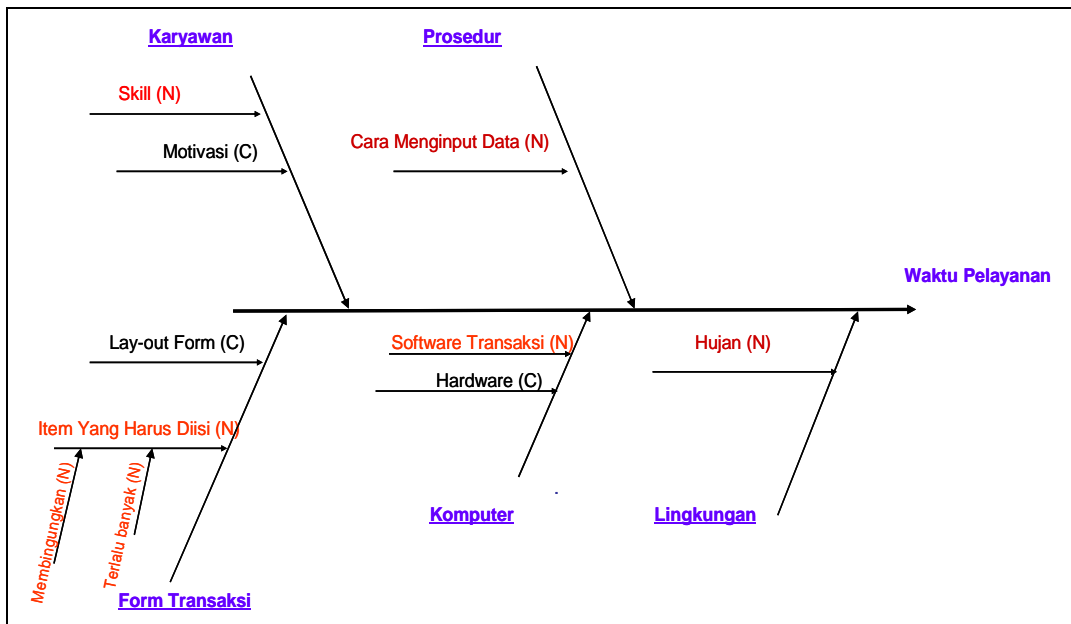 Karyawan
Prosedur
Skill (N)
Motivasi (C)
Cara Menginput Data (N)
Waktu Pelayanan
Lay-out Form (C)
Software Transaksi (N)
Hujan (N)
Hardware (C)
Item Yang Harus Diisi (N)
Membingungkan (N)
Terlalu banyak (N)
Komputer
Lingkungan
Form Transaksi